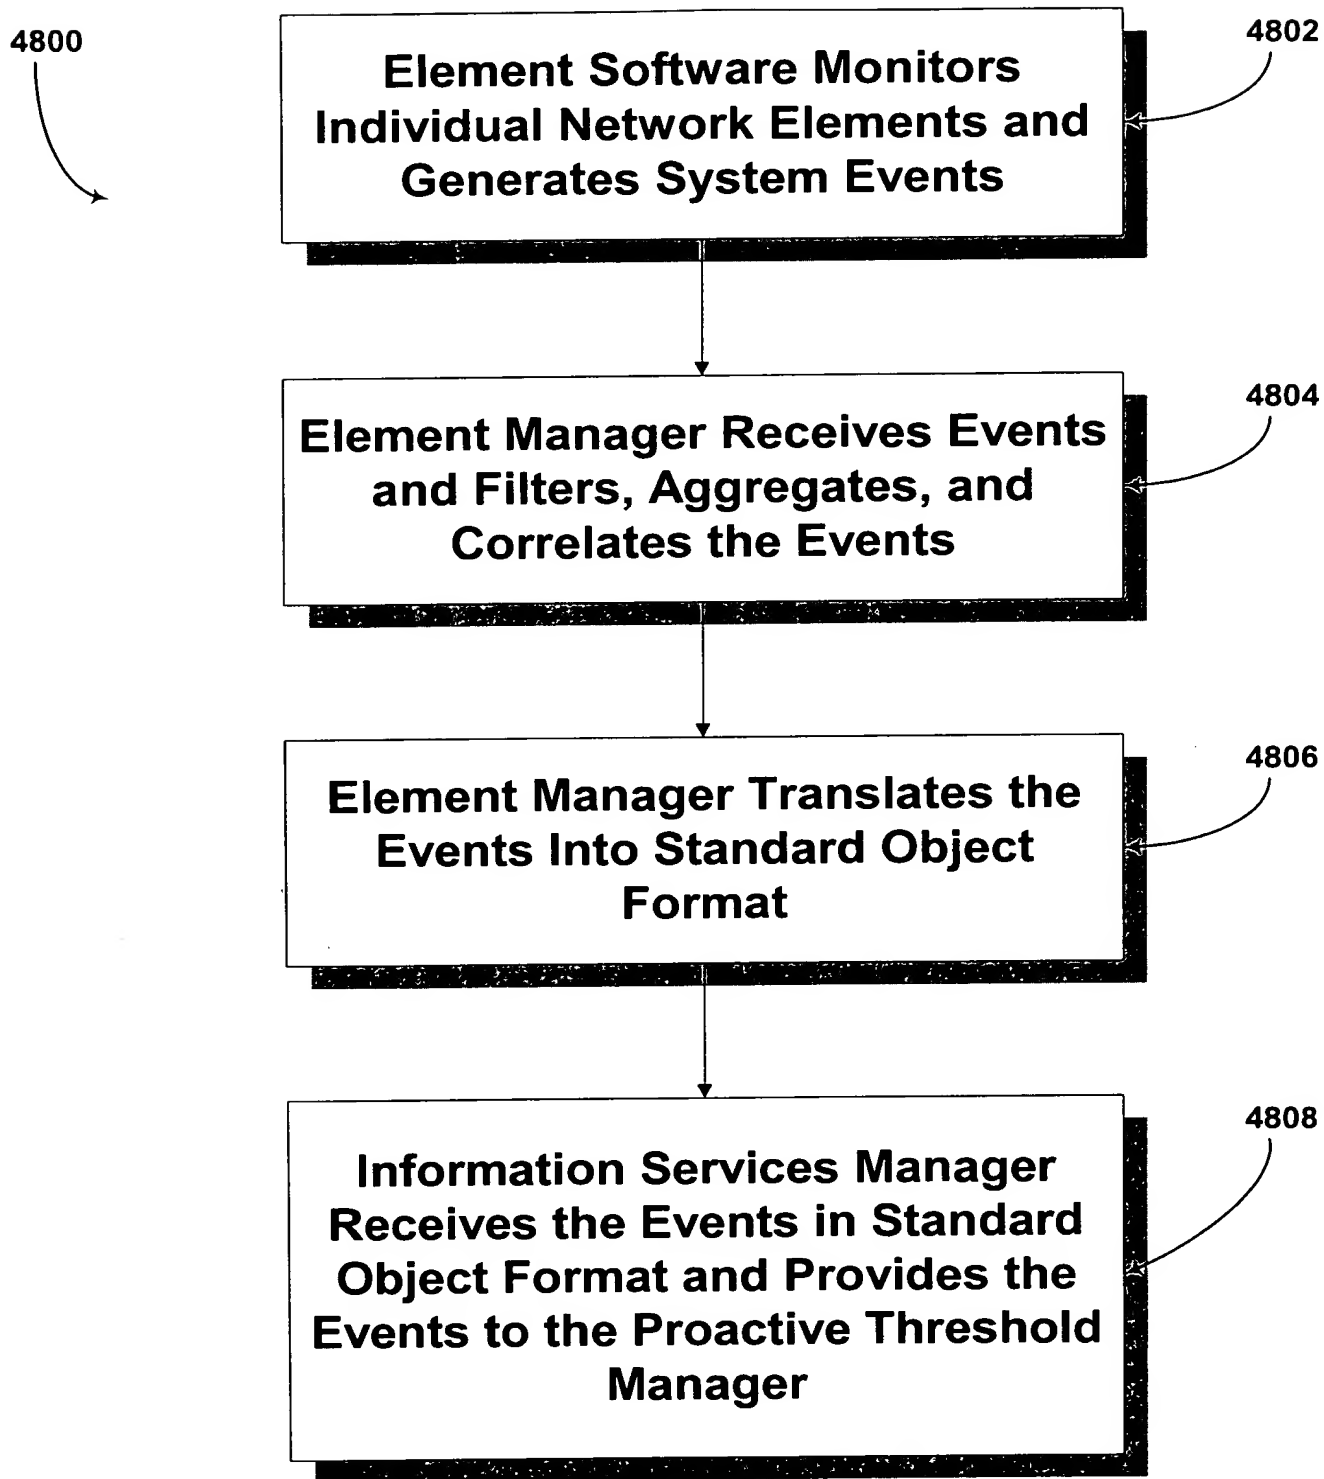 4800
4802
Element Software Monitors
Individual Network Elements and
Generates System Events
4804
Element Manager Receives Events
and Filters, Aggregates, and
Correlates the Events
4806
Element Manager Translates the
Events Into Standard Object
Format
4808
Information Services Manager
Receives the Events in Standard
Object Format and Provides the
Events to the Proactive Threshold
Manager